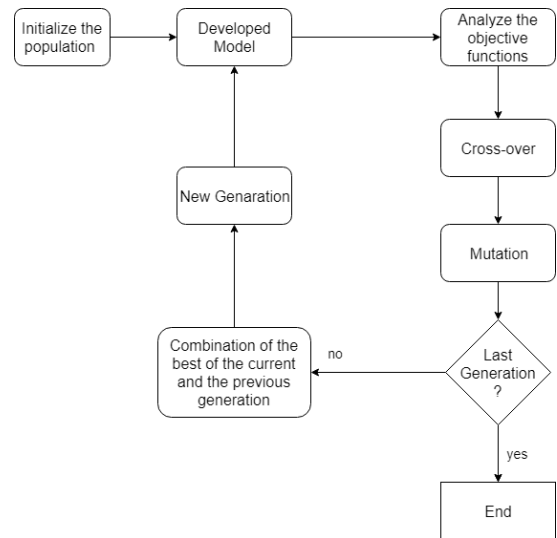 Initialize the
population
Developed
Model
Analyze the
objective
functions
Cross-over
New Genaration
Mutation
Combination of the
best of the current
and the previous
generation
no
Last
Generation
?
yes
End